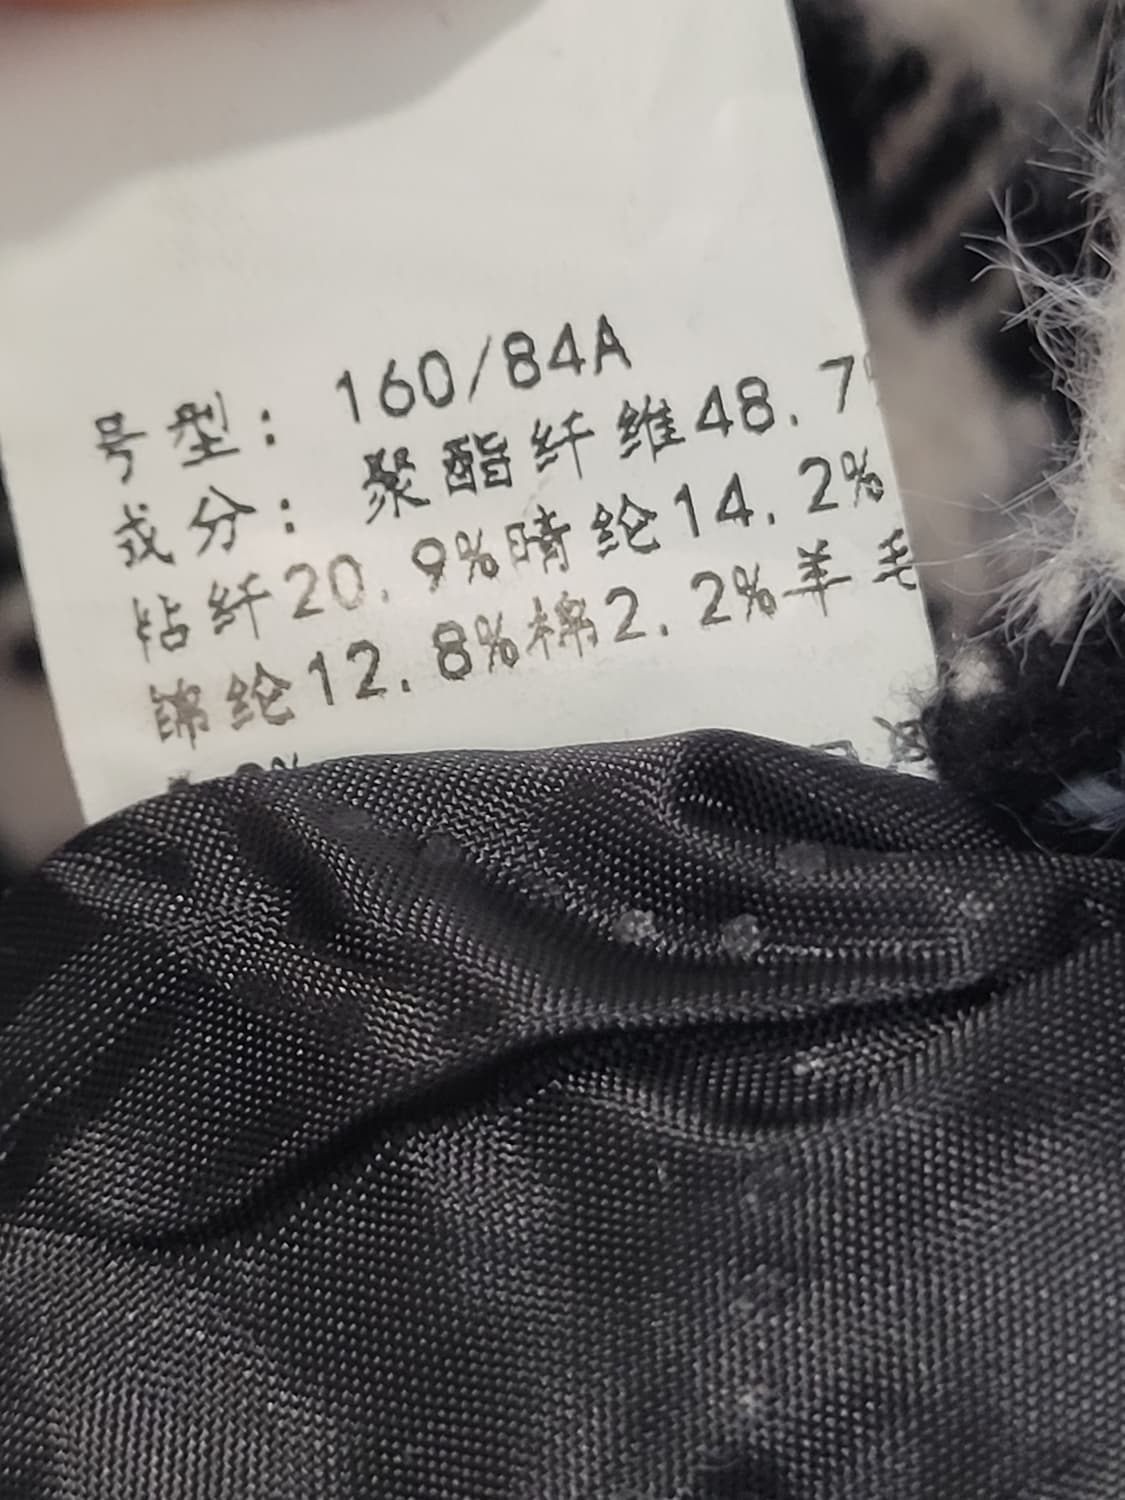 号型: 160/84A
成分: 聚酯纤维48.7
粘纤20.9%晴纶14.2%
锦纶12.8%棉2.2%羊毛